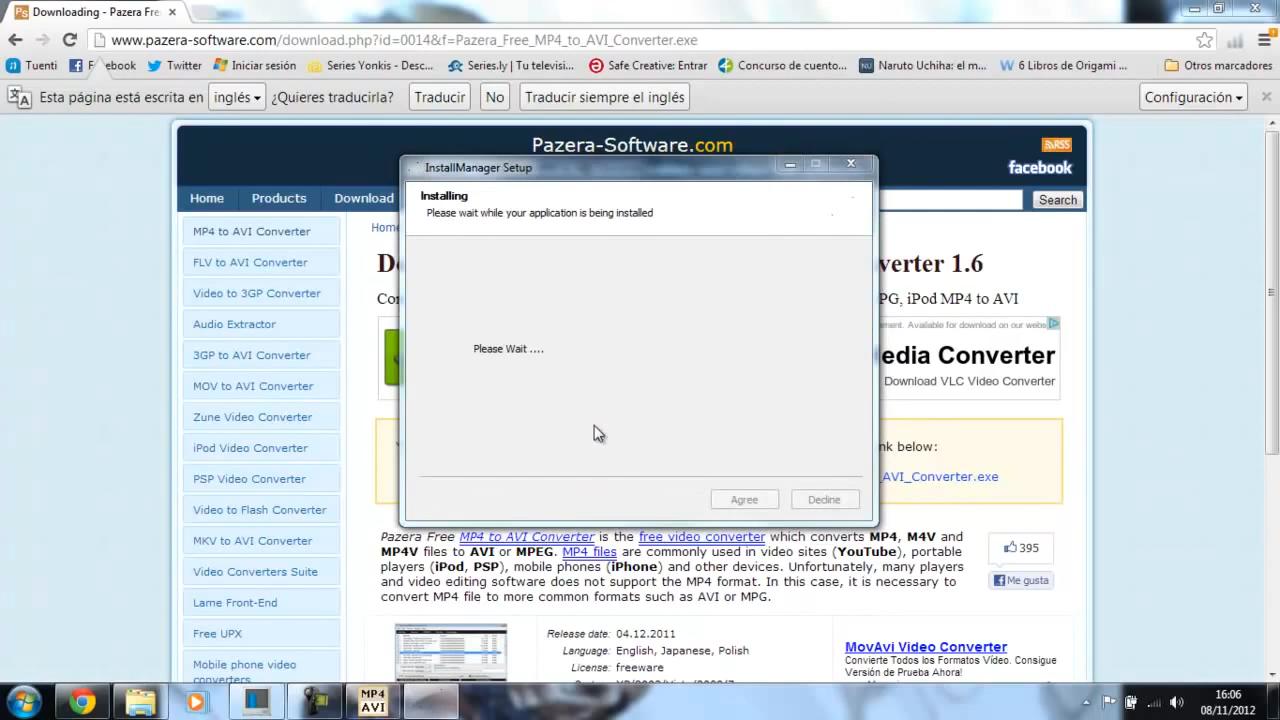 Downloading - Pazera Fre
www.pazera-software.com/download.php?id=0014&f=Pazera_Free_MP4_to_AVI_Converter.exe
Tuenti Facebook Twitter Iniciar sesión Series Yonkis - Desc... Series.ly | Tu televisi... Safe Creative: Entrar Concurso de cuento... Naruto Uchiha: el m... 6 Libros de Origami ... Otros marcadores
Esta página está escrita en inglés ¿Quieres traducirla? Traducir No Traducir siempre el inglés Configuración
Pazera-Software.com
RSS
facebook
Home Products Download Search
InstallManager Setup
Installing
Please wait while your application is being installed
Please Wait ....
Agree Decline
MP4 to AVI Converter
FLV to AVI Converter
Video to 3GP Converter
Audio Extractor
3GP to AVI Converter
MOV to AVI Converter
Zune Video Converter
iPod Video Converter
PSP Video Converter
Video to Flash Converter
MKV to AVI Converter
Video Converters Suite
Lame Front-End
Free UPX
Mobile phone video
converters
Home
verter 1.6
PG, iPod MP4 to AVI
ement. Available for download on our webs
edia Converter
Download VLC Video Converter
nk below:
_AVI_Converter.exe
Pazera Free MP4 to AVI Converter is the free video converter which converts MP4, M4V and
MP4V files to AVI or MPEG. MP4 files are commonly used in video sites (YouTube), portable
players (iPod, PSP), mobile phones (iPhone) and other devices. Unfortunately, many players
and video editing software does not support the MP4 format. In this case, it is necessary to
convert MP4 file to more common formats such as AVI or MPG.
395
Me gusta
Release date: 04.12.2011
Language: English, Japanese, Polish
License: freeware
MovAvi Video Converter
Convierte Todos los Formatos Vídeo. Consigue
Versión de Prueba Ahora!
MP4
AVI
16:06
08/11/2012